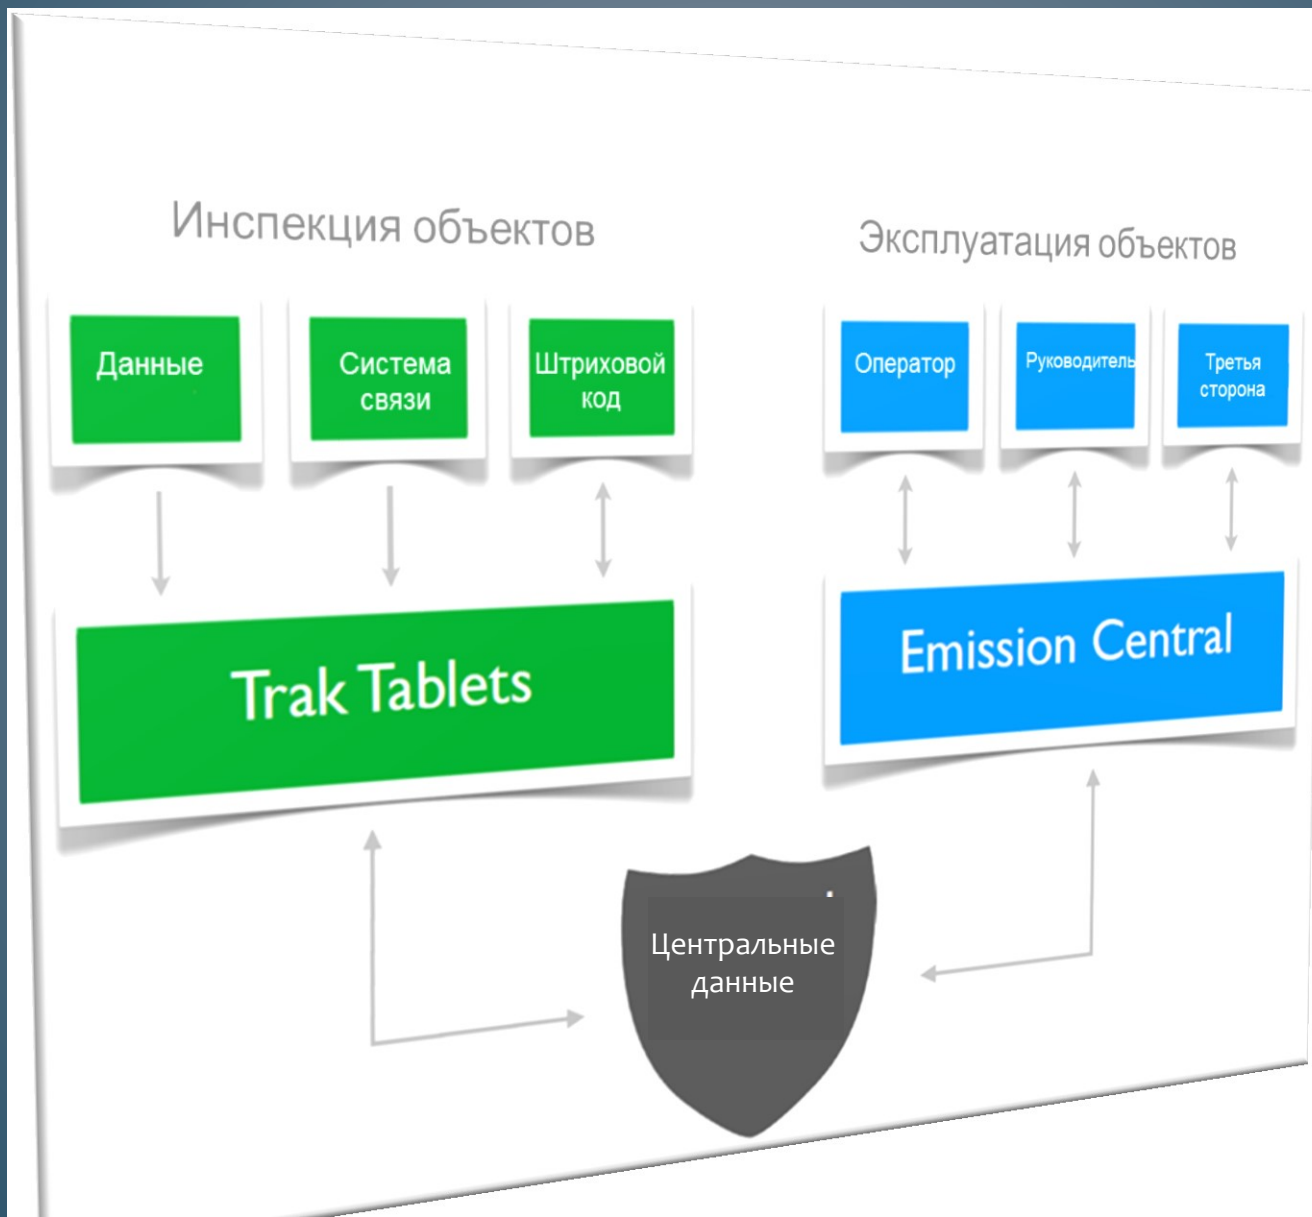 Инспекция объектов
Эксплуатация объектов
Данные
Система
связи
Штриховой
код
Оператор
Руководитель
Третья
сторона
Trak Tablets
Emission Central
Центральные
данные